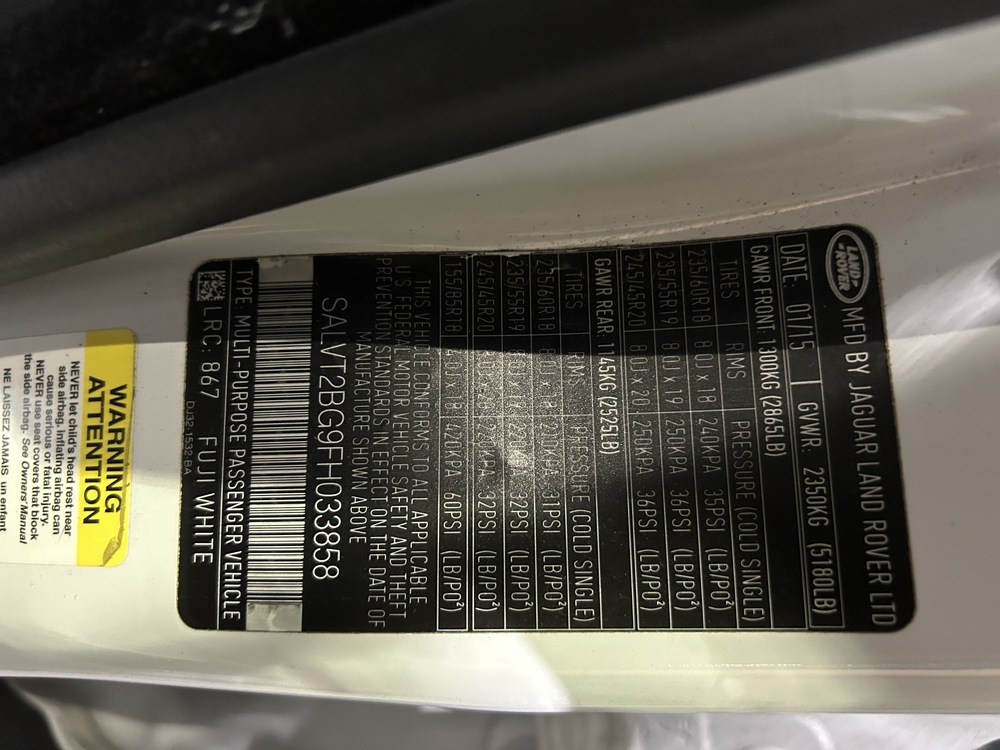 LAND ROVER
MFD BY JAGUAR LAND ROVER LTD
DATE: 01/15 GVWR: 2350KG (5180LB)
GAWR FRONT: 1300KG (2865LB)
TIRES RIMS PRESSURE (COLD SINGLE)
235/60R18 8.0J x 18 240KPA 35PSI (LB/PO²)
235/55R19 8.0J x 19 250KPA 36PSI (LB/PO²)
245/45R20 8.0J x 20 250KPA 36PSI (LB/PO²)
GAWR REAR: 1145KG (2525LB)
TIRES RIMS PRESSURE (COLD SINGLE)
235/60R18 31PSI (LB/PO²)
235/55R19 32PSI (LB/PO²)
245/45R20 32PSI (LB/PO²)
155/85R18 60PSI (LB/PO²)
THIS VEHICLE CONFORMS TO ALL APPLICABLE
U.S. FEDERAL MOTOR VEHICLE SAFETY AND THEFT
PREVENTION STANDARDS IN EFFECT ON THE DATE OF
MANUFACTURE SHOWN ABOVE
SALVT2BG9FH033858
TYPE: MULTI-PURPOSE PASSENGER VEHICLE
LRC: 867 FUJI WHITE
DJ32-1532-BA
WARNING
ATTENTION
NEVER let child's head rest near
side airbag. Inflating airbag can
cause serious or fatal injury.
NEVER use seat covers that block
the side airbag. See Owners Manual
NE LAISSEZ JAMAIS un enfant